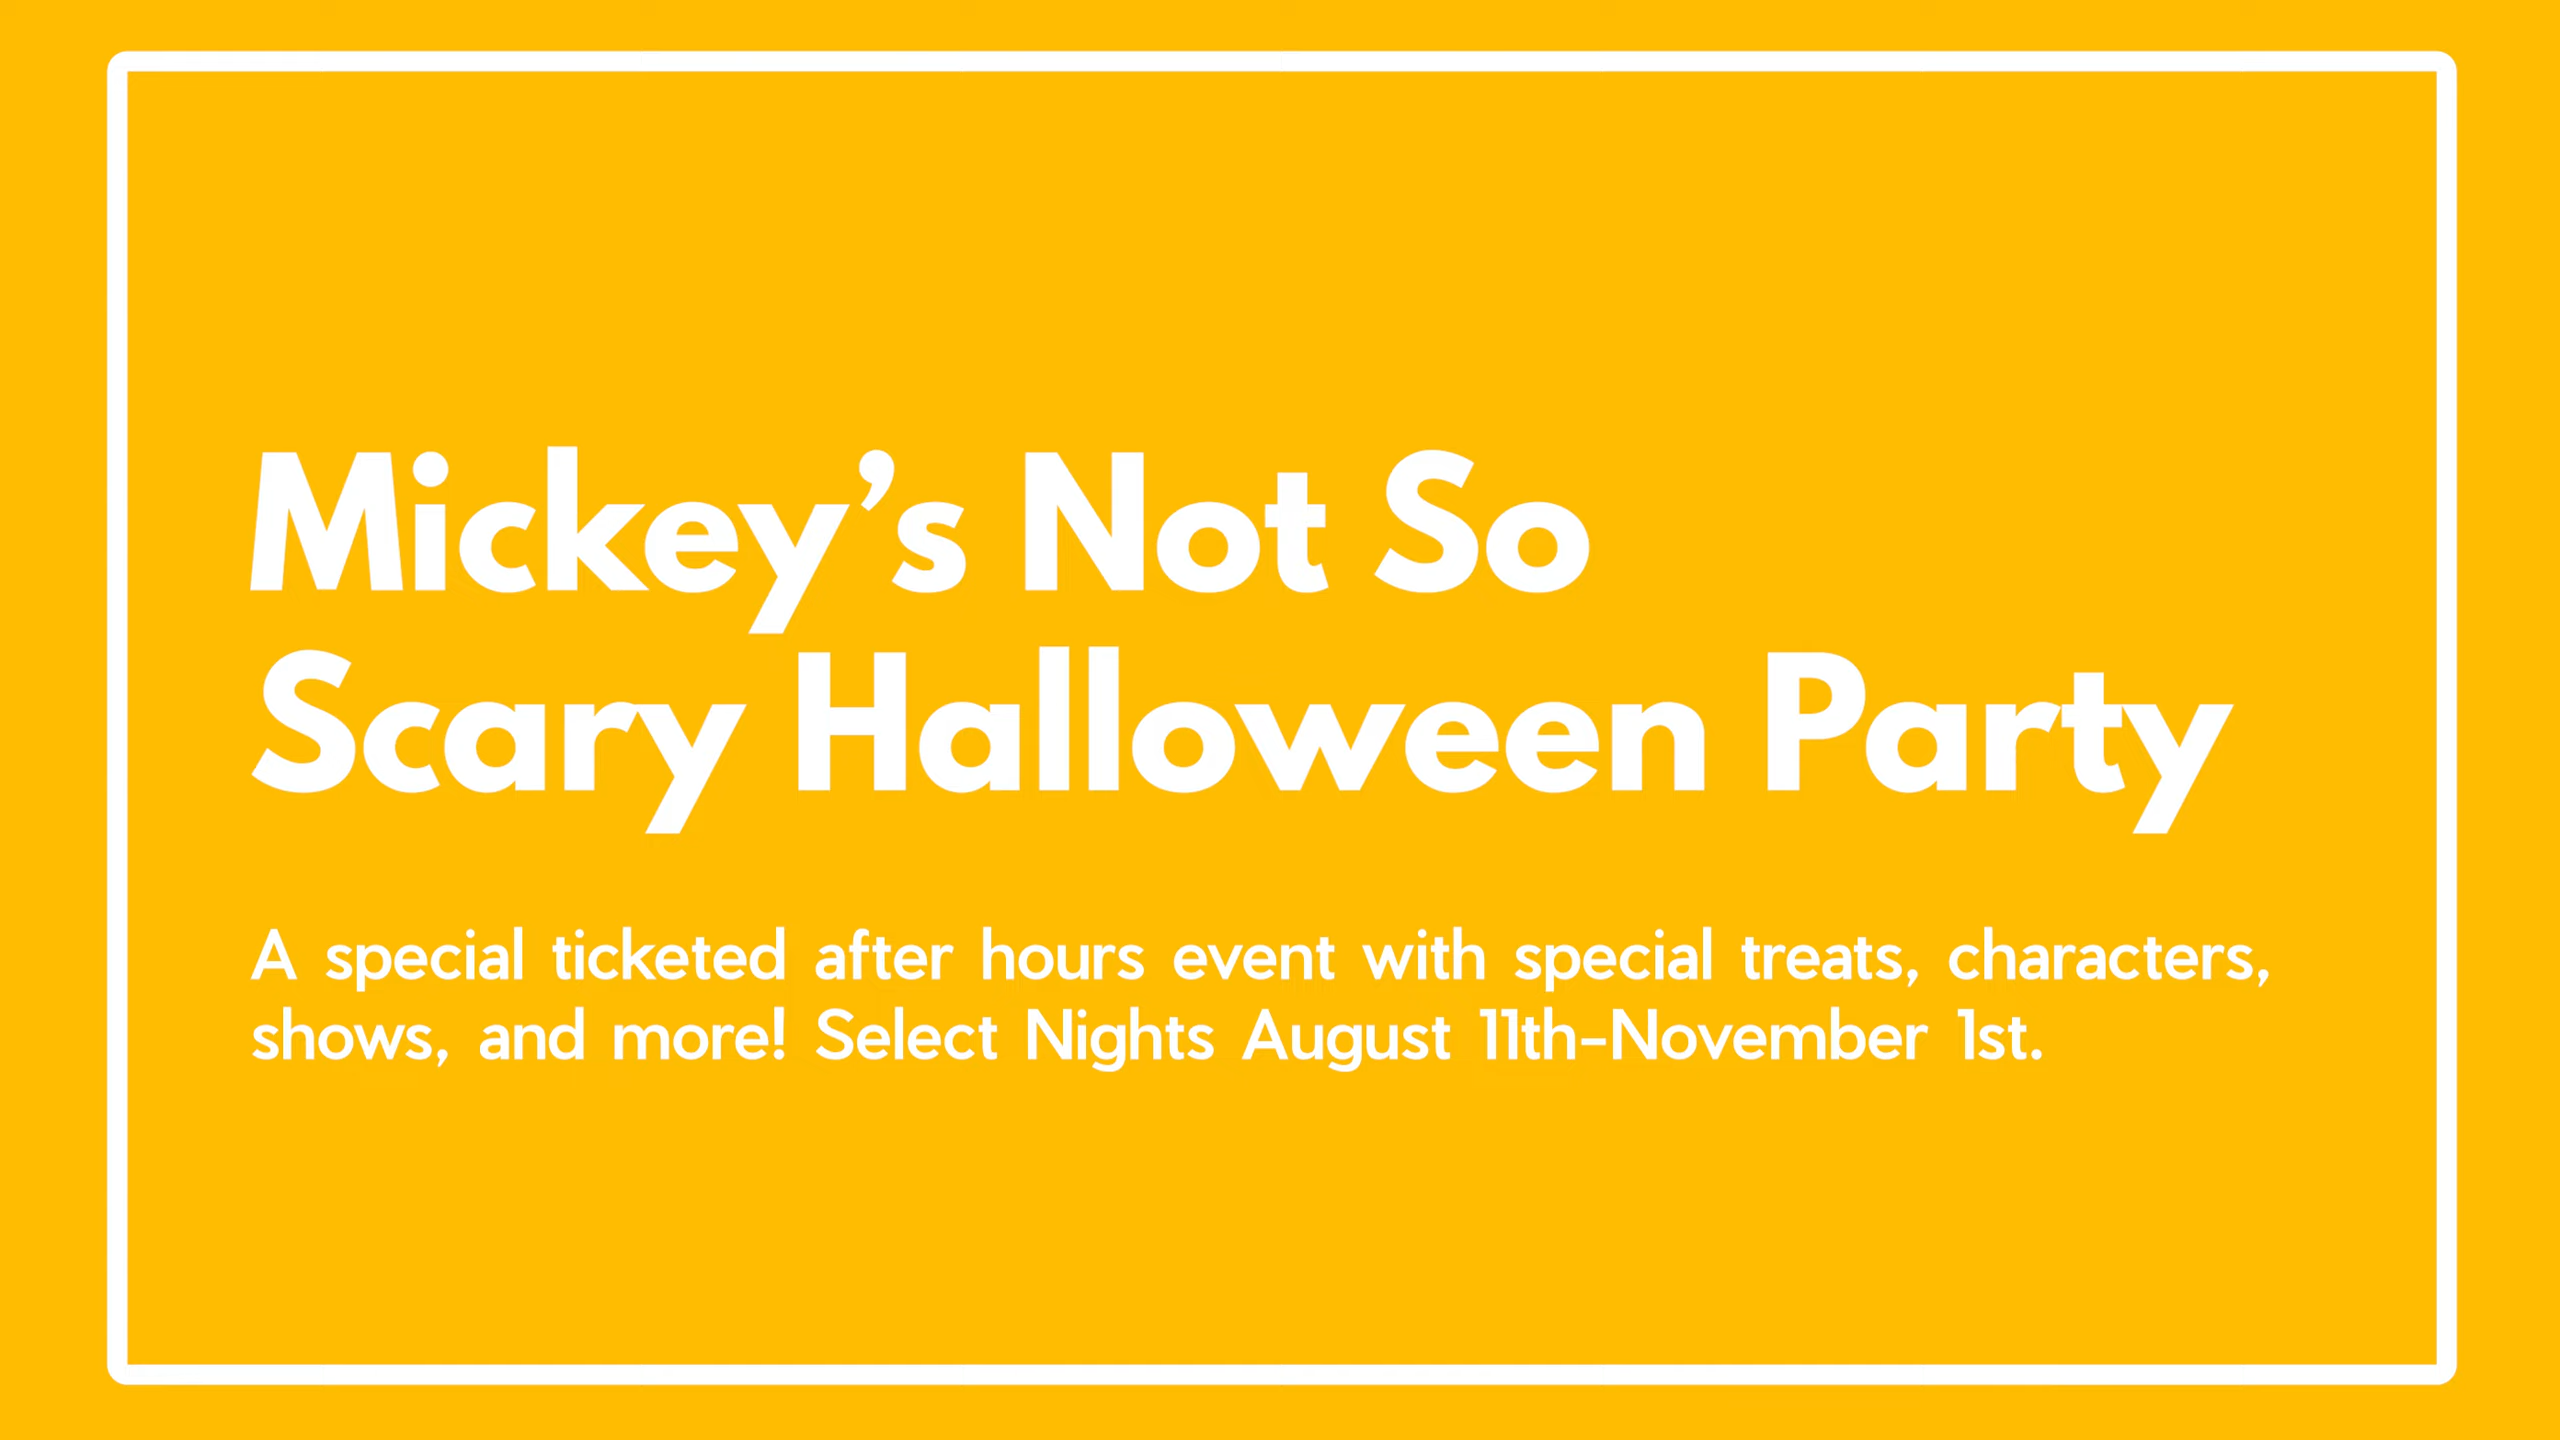 Mickey’s Not So
Scary Halloween Party
A special ticketed after hours event with special treats, characters,
shows, and more! Select Nights August 11th-November 1st.